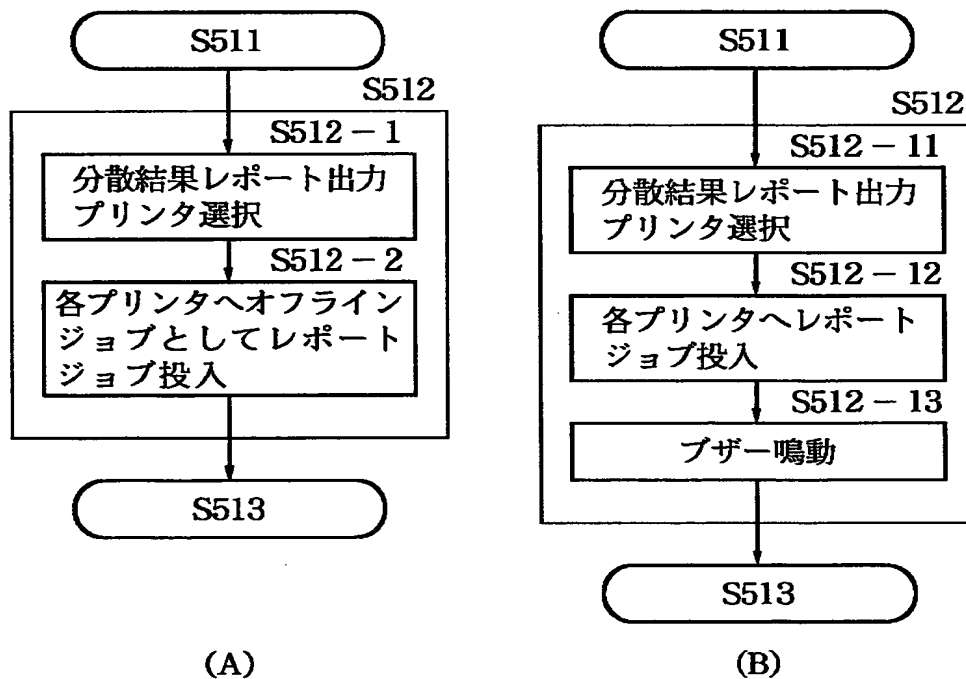 S511
S512
S512-1
分散結果レポート出力
プリンタ選択
S512-2
各プリンタへオフライン
ジョブとしてレポート
ジョブ投入
S513
(A)
S511
S512
S512-11
分散結果レポート出力
プリンタ選択
S512-12
各プリンタへレポート
ジョブ投入
S512-13
ブザー鳴動
S513
(B)